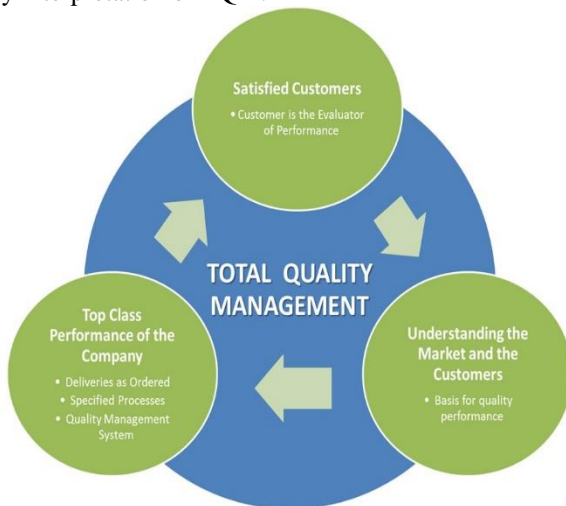 Satisfied Customers
• Customer is the Evaluator
of Performance
TOTAL QUALITY
MANAGEMENT
Top Class
Performance of the
Company
• Deliveries as Ordered
• Specified Processes
• Quality Management
System
Understanding the
Market and the
Customers
• Basis for quality
performance